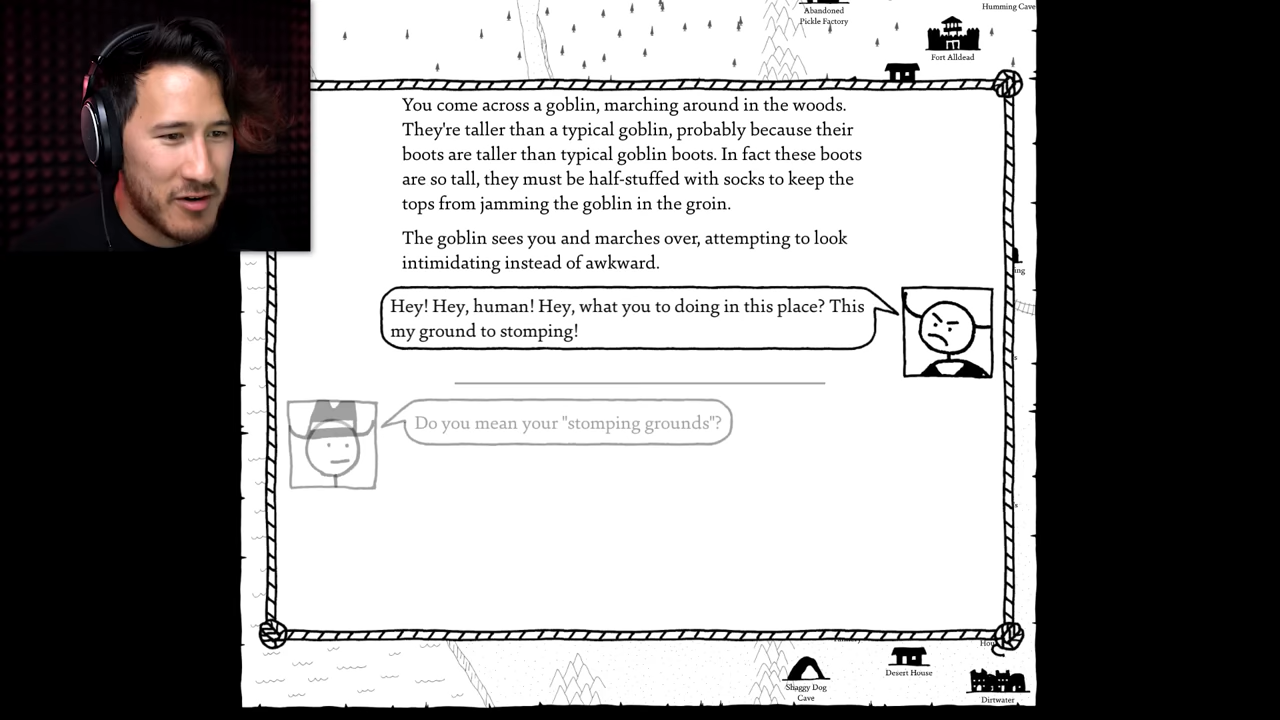 Humming Cave
Abandoned
Pickle Factory
Fort Alldead
You come across a goblin, marching around in the woods.
They're taller than a typical goblin, probably because their
boots are taller than typical goblin boots. In fact these boots
are so tall, they must be half-stuffed with socks to keep the
tops from jamming the goblin in the groin.
The goblin sees you and marches over, attempting to look
intimidating instead of awkward.
Hey! Hey, human! Hey, what you to doing in this place? This
my ground to stomping!
Do you mean your "stomping grounds"?
Shaggy Dog
Cave
Desert House
Dirtwater